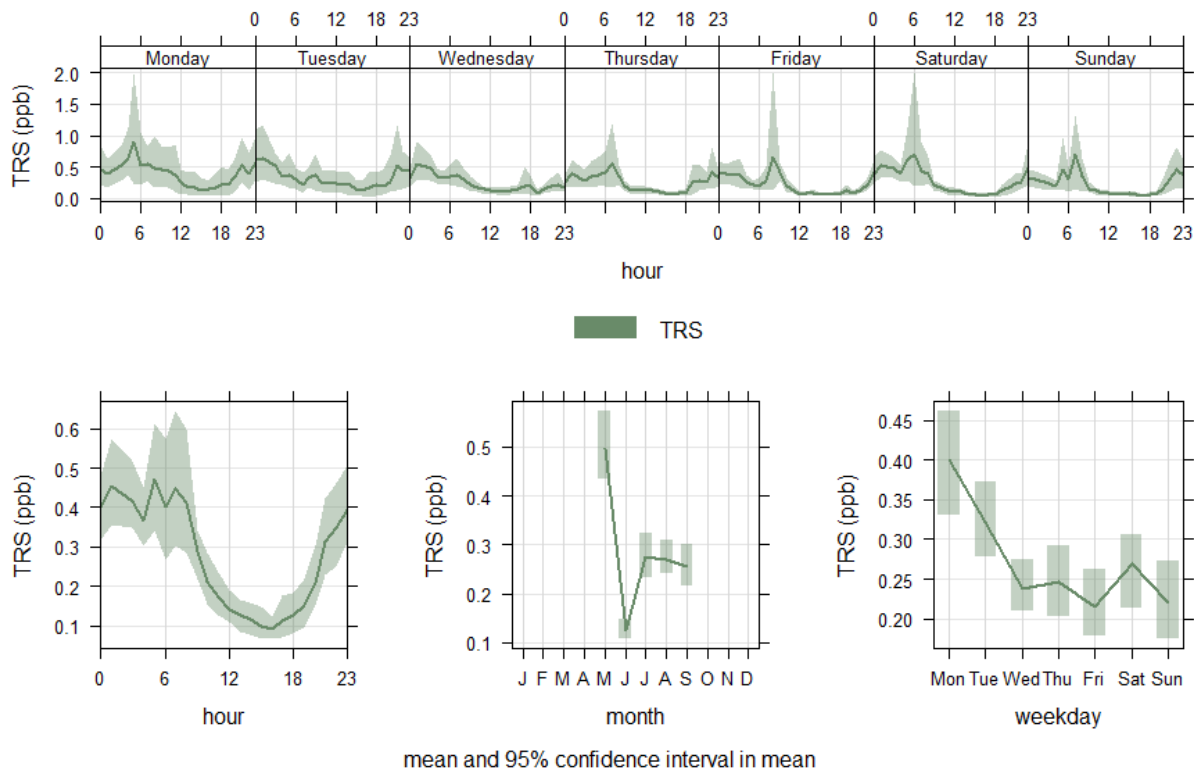 0 6 12 18 23 0 6 12 18 23 0 6 12 18 23
Monday Tuesday Wednesday Thursday Friday Saturday Sunday
2.0
1.5
1.0
0.5
0.0
TRS (ppb)
0 6 12 18 23 0 6 12 18 23 0 6 12 18 23 0 6 12 18 23
hour
TRS
0.6
0.5
0.4
0.3
0.2
0.1
TRS (ppb)
0 6 12 18 23
hour
0.5
0.4
0.3
0.2
0.1
TRS (ppb)
J F M A M J J A S O N D
month
0.45
0.40
0.35
0.30
0.25
0.20
TRS (ppb)
Mon Tue Wed Thu Fri Sat Sun
weekday
mean and 95% confidence interval in mean